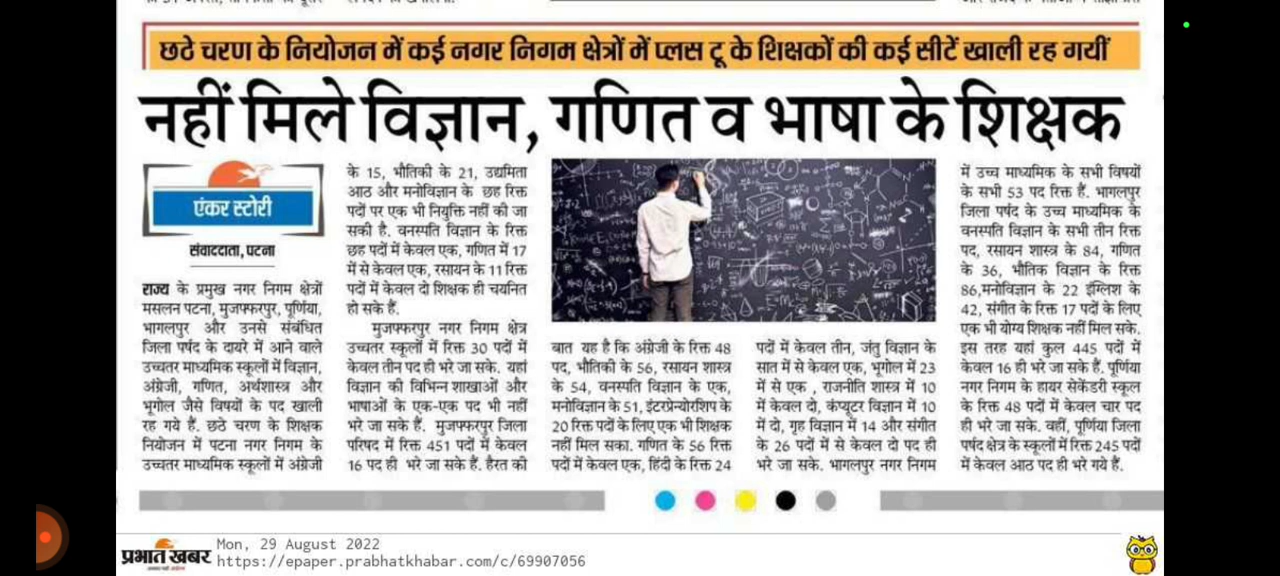 छठे चरण के नियोजन में कई नगर निगम क्षेत्रों में प्लस टू के शिक्षकों की कई सीटें खाली रह गयीं
नहीं मिले विज्ञान, गणित व भाषा के शिक्षक
एंकर स्टोरी
संवाददाता, पटना
राज्य के प्रमुख नगर निगम क्षेत्रों
मसलन पटना, मुजफ्फरपुर, पूर्णिया,
भागलपुर और उनसे संबंधित
जिला पर्षद के दायरे में आने वाले
उच्चतर माध्यमिक स्कूलों में विज्ञान,
अंग्रेजी, गणित, अर्थशास्त्र और
भूगोल जैसे विषयों के पद खाली
रह गये हैं. छठे चरण के शिक्षक
नियोजन में पटना नगर निगम के
उच्चतर माध्यमिक स्कूलों में अंग्रेजी
के 15, भौतिकी के 21, उद्यमिता
आठ और मनोविज्ञान के छह रिक्त
पदों पर एक भी नियुक्ति नहीं की जा
सकी है. वनस्पति विज्ञान के रिक्त
छह पदों में केवल एक, गणित में 17
में से केवल एक, रसायन के 11 रिक्त
पदों में केवल दो शिक्षक ही चयनित
हो सके हैं.
मुजफ्फरपुर नगर निगम क्षेत्र
उच्चतर स्कूलों में रिक्त 30 पदों में
केवल तीन पद ही भरे जा सके. यहां
विज्ञान की विभिन्न शाखाओं और
भाषाओं के एक-एक पद भी नहीं
भरे जा सके हैं. मुजफ्फरपुर जिला
परिषद में रिक्त 451 पदों में केवल
16 पद ही भरे जा सके हैं. हैरत की
बात यह है कि अंग्रेजी के रिक्त 48
पद, भौतिकी के 56, रसायन शास्त्र
के 54, वनस्पति विज्ञान के एक,
मनोविज्ञान के 51, इंटरप्रेन्योरशिप के
20 रिक्त पदों के लिए एक भी शिक्षक
नहीं मिल सका. गणित के 56 रिक्त
पदों में केवल एक, हिंदी के रिक्त 24
पदों में केवल तीन, जंतु विज्ञान के
सात में से केवल एक, भूगोल में 23
में से एक , राजनीति शास्त्र में 10
में केवल दो, कंप्यूटर विज्ञान में 10
में दो, गृह विज्ञान में 14 और संगीत
के 26 पदों में से केवल दो पद ही
भरे जा सके. भागलपुर नगर निगम
में उच्च माध्यमिक के सभी विषयों
के सभी 53 पद रिक्त हैं. भागलपुर
जिला पर्षद के उच्च माध्यमिक के
वनस्पति विज्ञान के सभी तीन रिक्त
पद, रसायन शास्त्र के 84, गणित
के 36, भौतिक विज्ञान के रिक्त
86,मनोविज्ञान के 22 इंग्लिश के
42, संगीत के रिक्त 17 पदों के लिए
एक भी योग्य शिक्षक नहीं मिल सके.
इस तरह यहां कुल 445 पदों में
केवल 16 ही भरे जा सके हैं. पूर्णिया
नगर निगम के हायर सेकेंडरी स्कूल
के रिक्त 48 पदों में केवल चार पद
ही भरे जा सके. वहीं, पूर्णिया जिला
पर्षद क्षेत्र के स्कूलों में रिक्त 245 पदों
में केवल आठ पद ही भरे गये हैं.
प्रभात खबर
Mon, 29 August 2022
https://epaper.prabhatkhabar.com/c/69907056